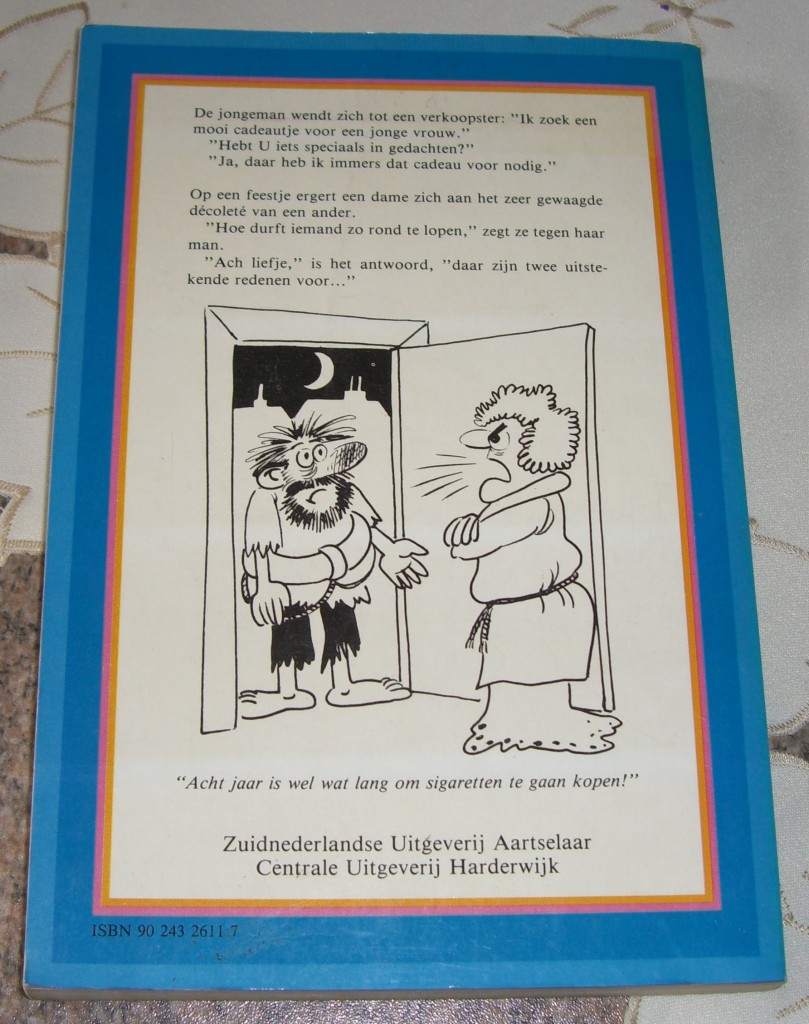 De jongeman wendt zich tot een verkoopster: "Ik zoek een
mooi cadeautje voor een jonge vrouw."
"Hebt U iets speciaals in gedachten?"
"Ja, daar heb ik immers dat cadeau voor nodig."
Op een feestje ergert een dame zich aan het zeer gewaagde
décoleté van een ander.
"Hoe durft iemand zo rond te lopen," zegt ze tegen haar
man.
"Ach liefje," is het antwoord, "daar zijn twee uitste-
kende redenen voor..."
"Acht jaar is wel wat lang om sigaretten te gaan kopen!"
Zuidnederlandse Uitgeverij Aartselaar
Centrale Uitgeverij Harderwijk
ISBN 90 243 2611 7